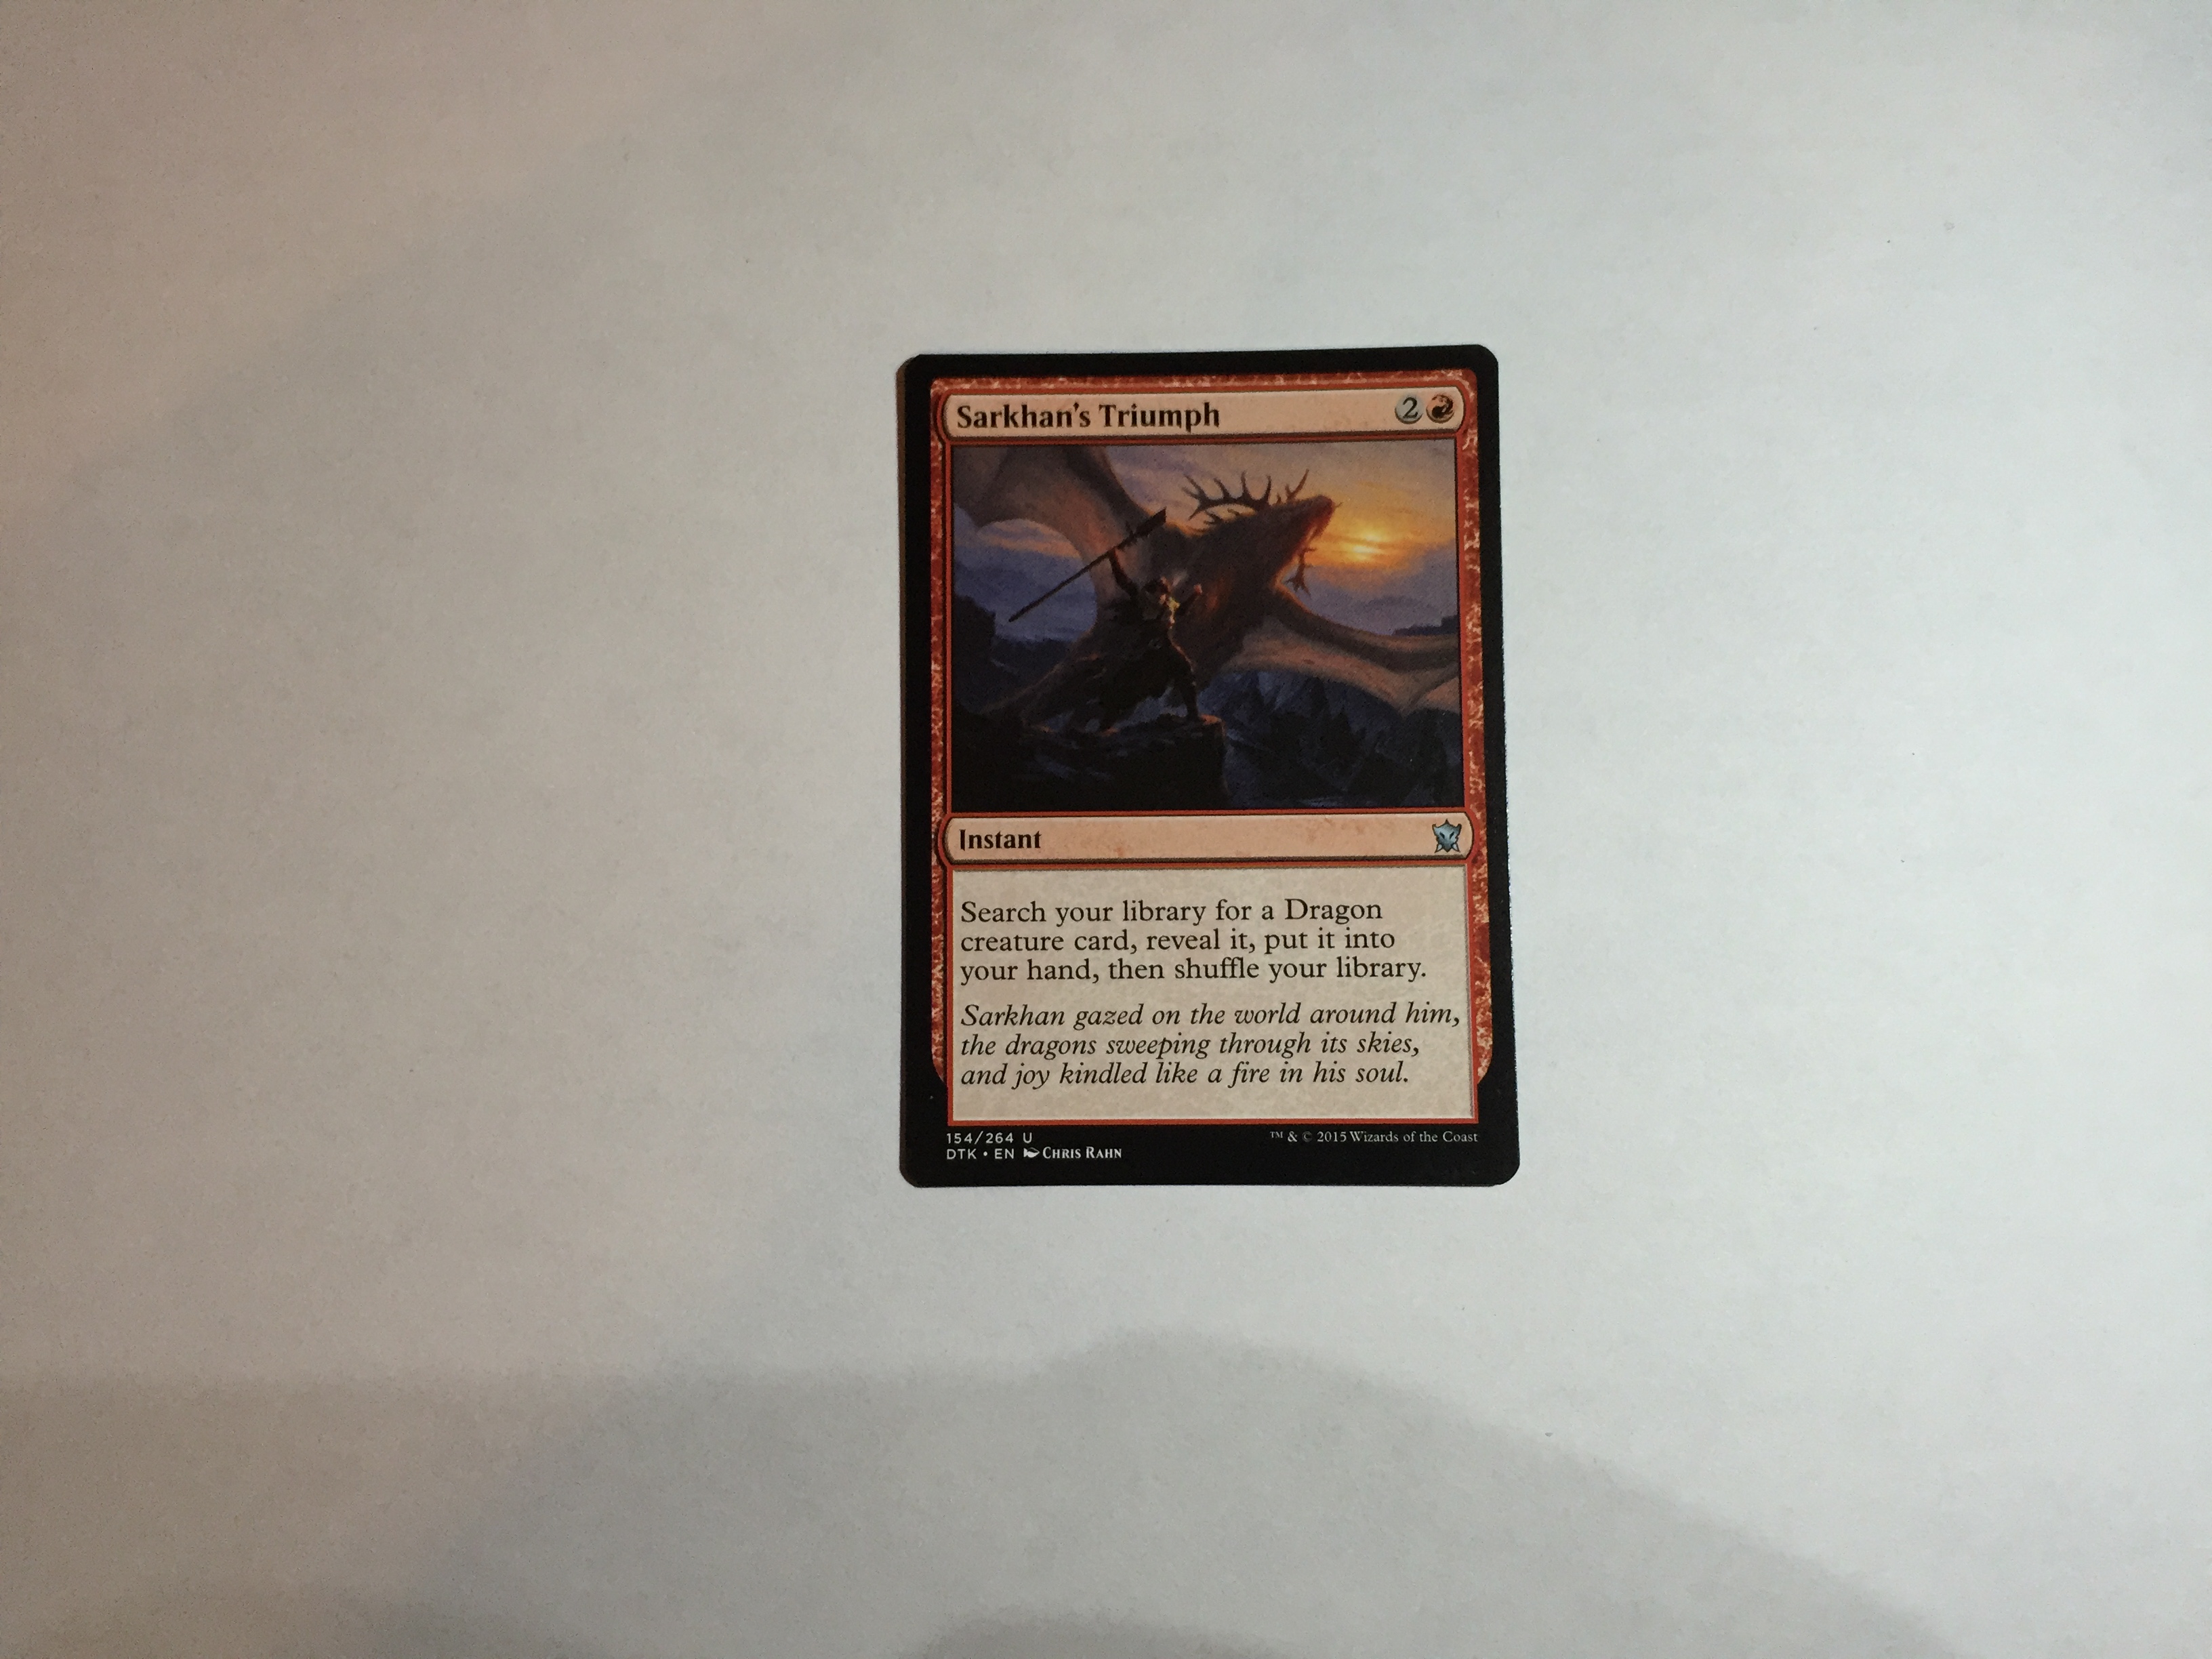 Sarkhan's Triumph 2
Instant
Search your library for a Dragon
creature card, reveal it, put it into
your hand, then shuffle your library.
Sarkhan gazed on the world around him,
the dragons sweeping through its skies,
and joy kindled like a fire in his soul.
154/264 U
DTK • EN Chris Rahn
™ & © 2015 Wizards of the Coast